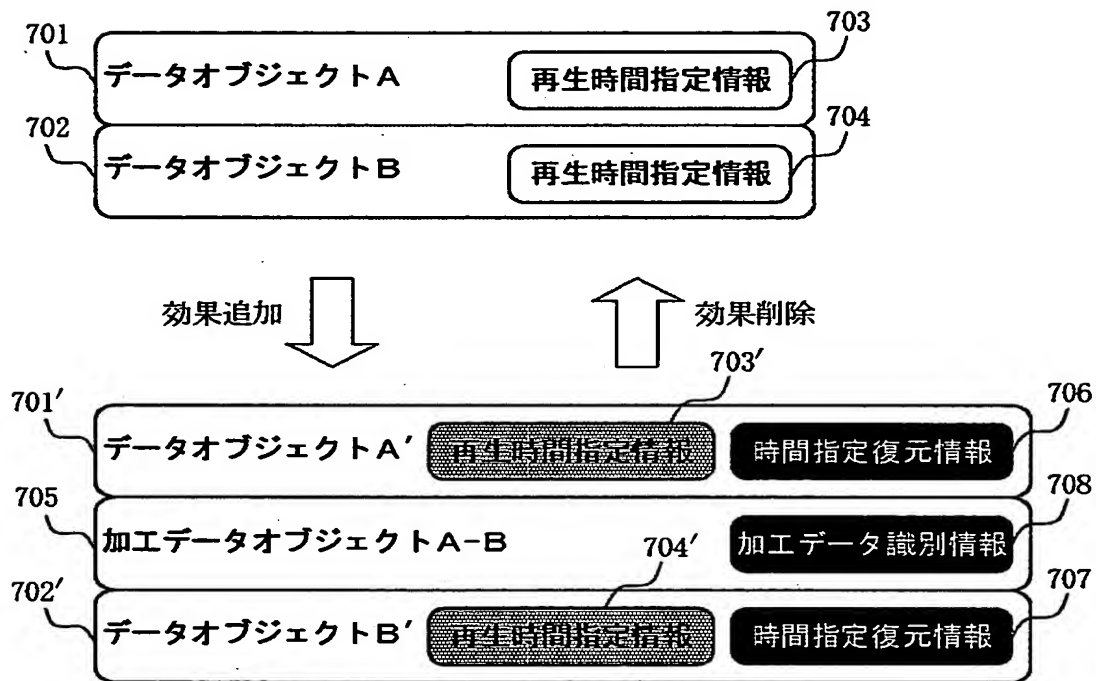 701
703
データオブジェクトA
再生時間指定情報
702
704
データオブジェクトB
再生時間指定情報
効果追加
効果削除
703′
701′
706
データオブジェクトA′
再生時間指定情報
時間指定復元情報
705
708
加工データオブジェクトA-B
加工データ識別情報
704′
702′
707
データオブジェクトB′
再生時間指定情報
時間指定復元情報